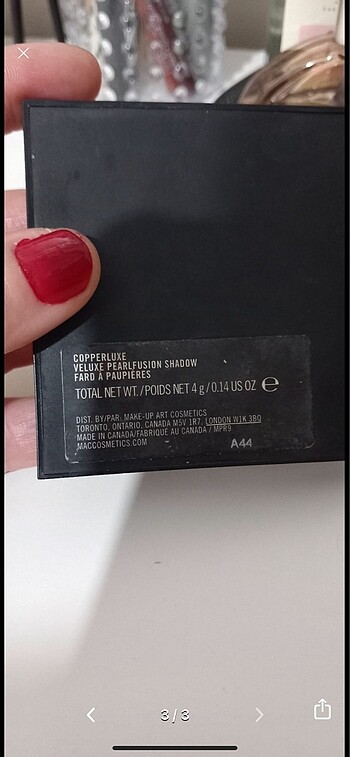 COPPERLUXE
VELUXE PEARLFUSION SHADOW
FARD À PAUPIÈRES
TOTAL NET WT./POIDS NET 4 g/0.14 US OZ ℮
DIST. BY/PAR: MAKE-UP ART COSMETICS
TORONTO, ONTARIO, CANADA M5V 1R7, LONDON W1K 3BQ
MADE IN CANADA/FABRIQUÉ AU CANADA / MPR9
MACCOSMETICS.COM
A44
3/3